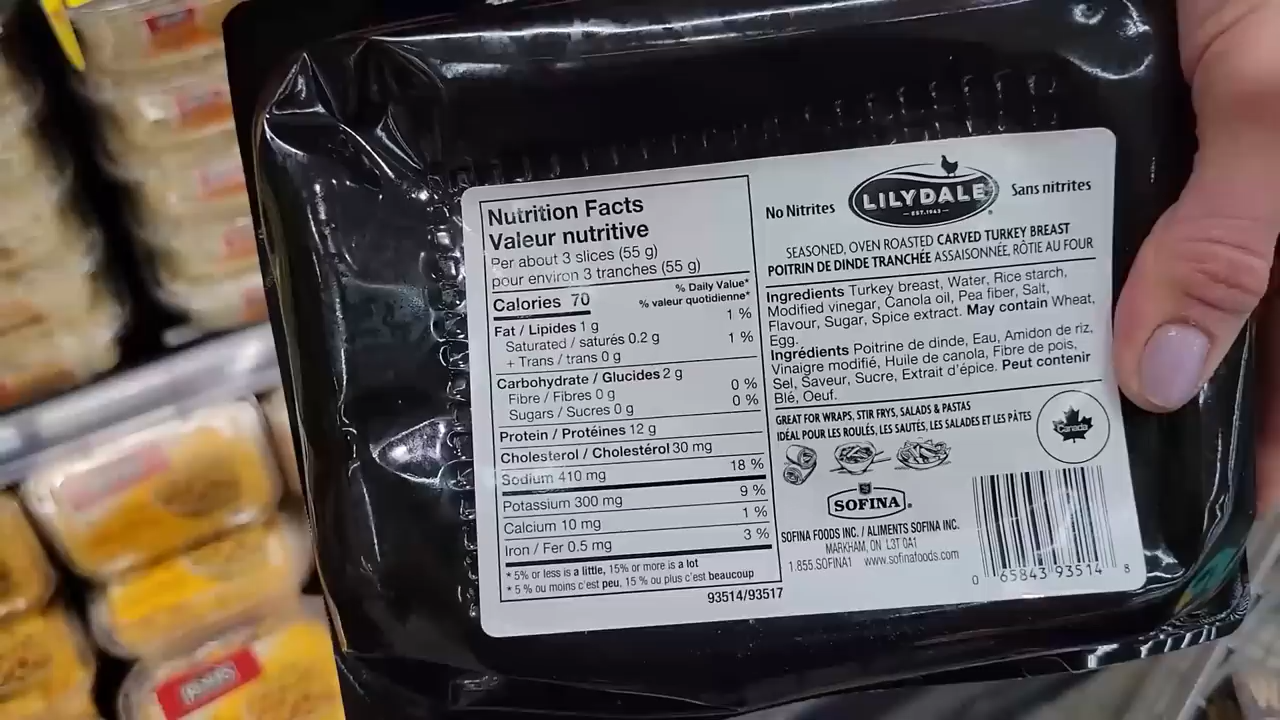 Nutrition Facts
Valeur nutritive
Per about 3 slices (55 g)
pour environ 3 tranches (55 g)
Calories 70
% Daily Value*
% valeur quotidienne*
Fat / Lipides 1 g 1 %
Saturated / saturés 0.2 g 1 %
+ Trans / trans 0 g
Carbohydrate / Glucides 2 g
Fibre / Fibres 0 g 0 %
Sugars / Sucres 0 g 0 %
Protein / Protéines 12 g
Cholesterol / Cholestérol 30 mg
Sodium 410 mg 18 %
Potassium 300 mg 9 %
Calcium 10 mg 1 %
Iron / Fer 0.5 mg 3 %
* 5% or less is a little, 15% or more is a lot
* 5 % ou moins c'est peu, 15 % ou plus c'est beaucoup
93514/93517
No Nitrites
LILYDALE
EST.1943
Sans nitrites
SEASONED, OVEN ROASTED CARVED TURKEY BREAST
POITRIN DE DINDE TRANCHÉE ASSAISONNÉE, RÔTIE AU FOUR
Ingredients Turkey breast, Water, Rice starch,
Modified vinegar, Canola oil, Pea fiber, Salt,
Flavour, Sugar, Spice extract. May contain Wheat,
Egg.
Ingrédients Poitrine de dinde, Eau, Amidon de riz,
Vinaigre modifié, Huile de canola, Fibre de pois,
Sel, Saveur, Sucre, Extrait d'épice. Peut contenir
Blé, Oeuf.
GREAT FOR WRAPS, STIR FRYS, SALADS & PASTAS
IDÉAL POUR LES ROULÉS, LES SAUTÉS, LES SALADES ET LES PÂTES
Canada
SOFINA
SOFINA FOODS INC. / ALIMENTS SOFINA INC.
MARKHAM, ON L3T 0A1
1.855.SOFINA1 www.sofinafoods.com
0 65843 93514 8